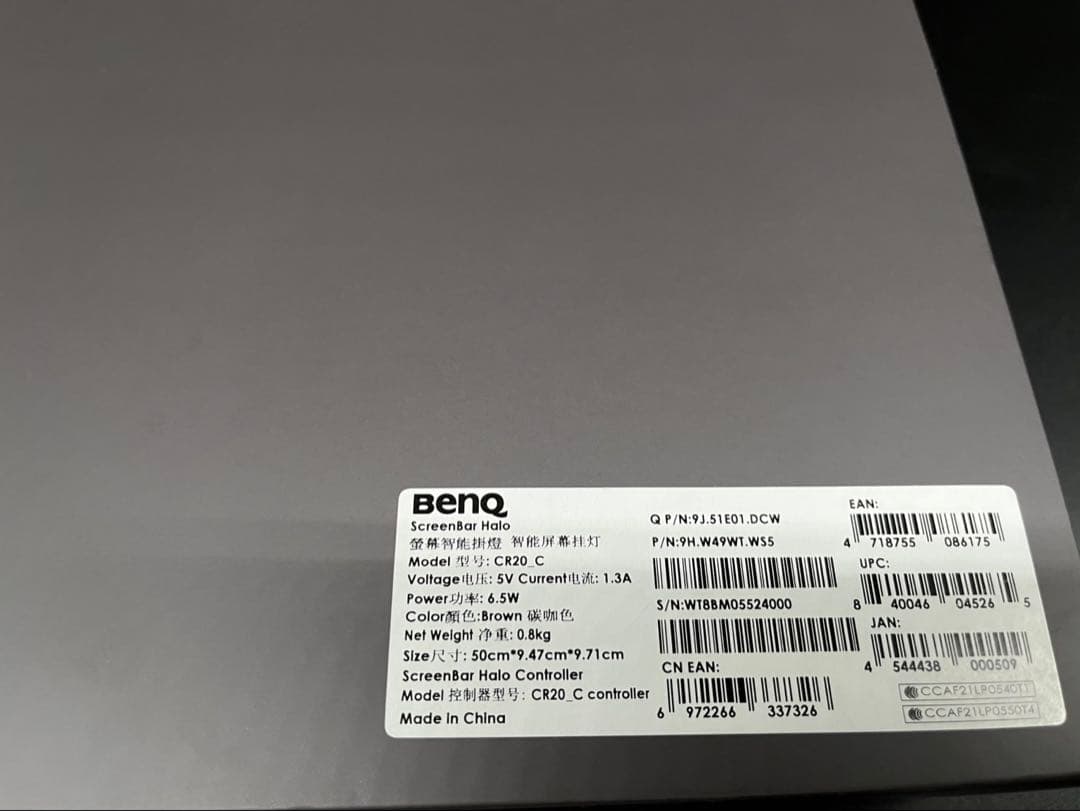 BenQ
ScreenBar Halo
螢幕智能掛燈 智能屏幕挂灯
Model 型号: CR20_C
Voltage电压: 5V Current电流: 1.3A
Power功率: 6.5W
Color顏色:Brown 碳咖色
Net Weight 净重: 0.8kg
Size尺寸: 50cm*9.47cm*9.71cm
ScreenBar Halo Controller
Model 控制器型号: CR20_C controller
Made in China
Q P/N:9J.51E01.DCW
P/N:9H.W49WT.WS5
S/N:WT8BM05524000
CN EAN:
6 972266 337326
EAN:
4 718755 086175
UPC:
8 40046 04526 5
JAN:
4 544438 000509
CCAF21LP0540T1
CCAF21LP0550T4